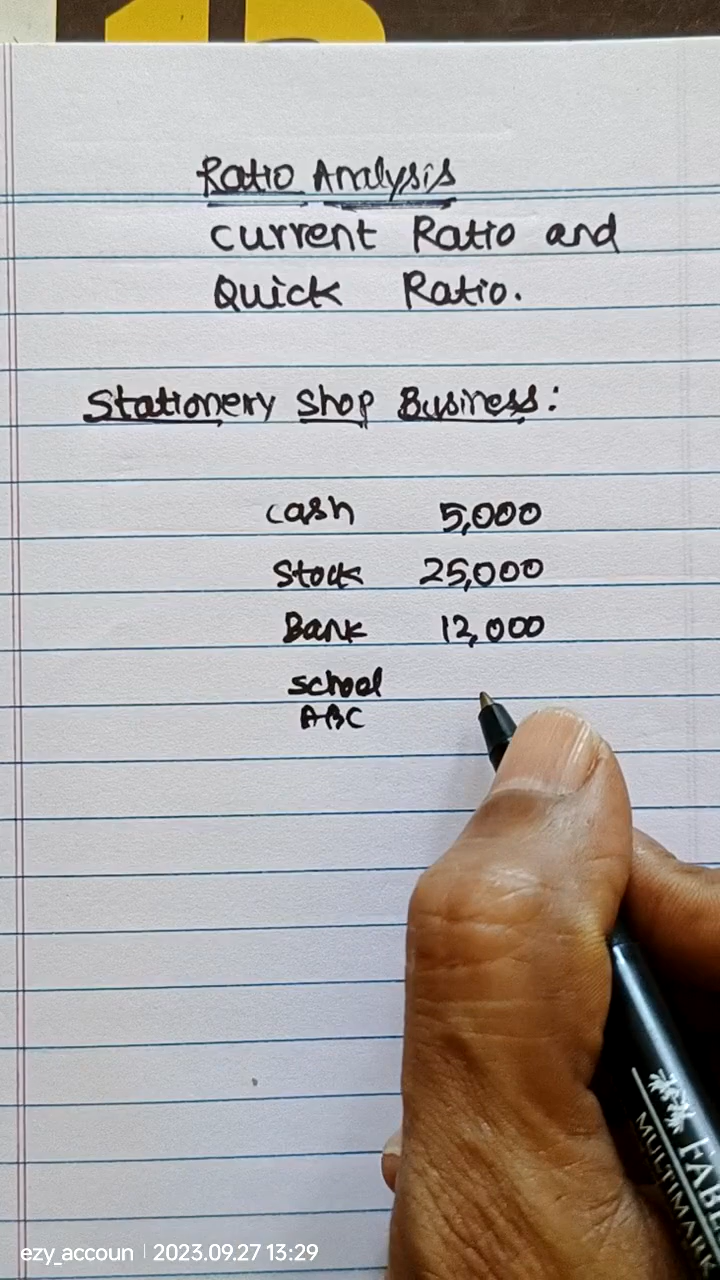 Ratio Analysis
Current Ratio and
Quick Ratio.
Stationery Shop Business:
Cash 5,000
Stock 25,000
Bank 12,000
School
ABC
MULTIMARK
ezy_accoun | 2023.09.27 13:29